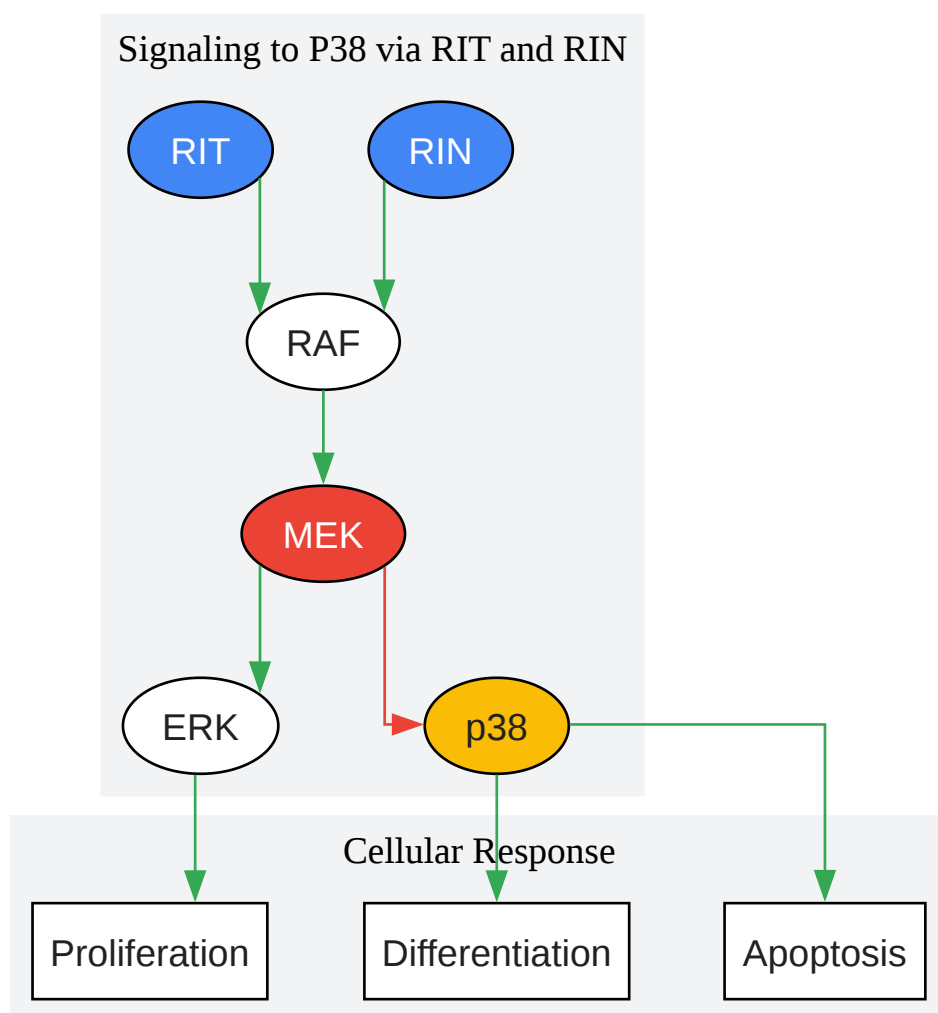 Signaling to P38 via RIT and RIN
RIT
RIN
RAF
MEK
ERK
p38
Cellular Response
Proliferation
Differentiation
Apoptosis